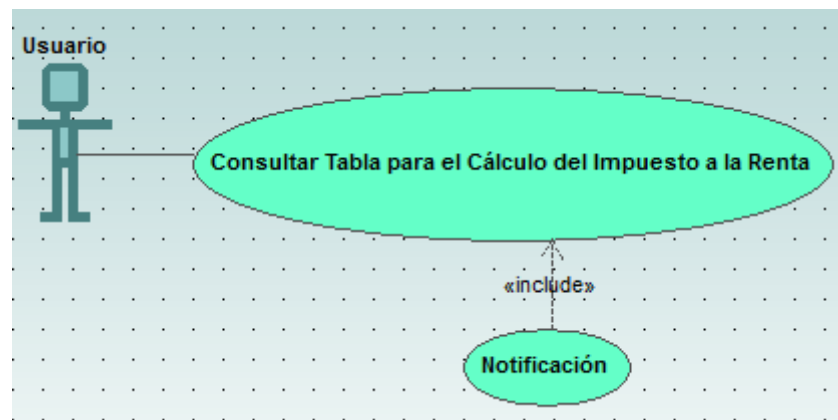 Usuario
Consultar Tabla para el Cálculo del Impuesto a la Renta
«include»
Notificación